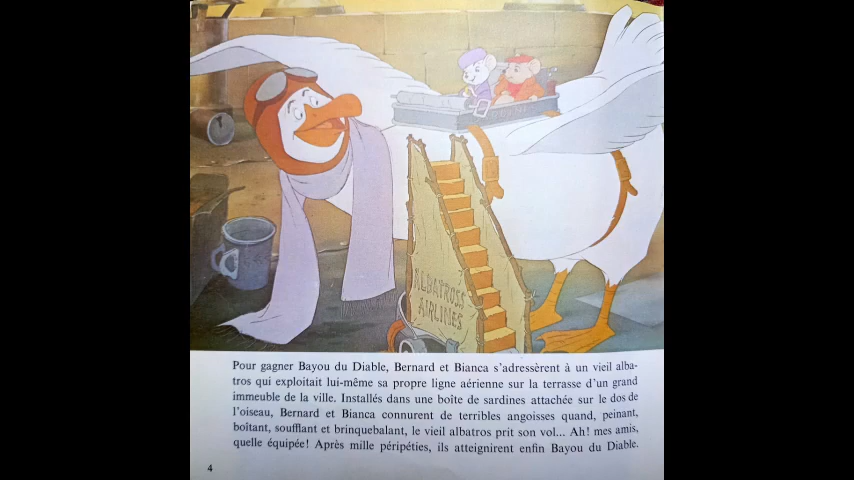 ALBATROSS
AIRLINES
Pour gagner Bayou du Diable, Bernard et Bianca s'adressèrent à un vieil alba-
tros qui exploitait lui-même sa propre ligne aérienne sur la terrasse d'un grand
immeuble de la ville. Installés dans une boîte de sardines attachée sur le dos de
l'oiseau, Bernard et Bianca connurent de terribles angoisses quand, peinant,
boîtant, soufflant et brinquebalant, le vieil albatros prit son vol... Ah! mes amis,
quelle équipée! Après mille péripéties, ils atteignirent enfin Bayou du Diable.
4